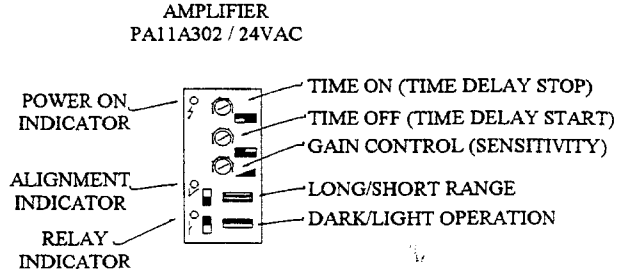 AMPLIFIER
PA11A302 / 24VAC
POWER ON
INDICATOR
TIME ON (TIME DELAY STOP)
TIME OFF (TIME DELAY START)
GAIN CONTROL (SENSITIVITY)
ALIGNMENT
INDICATOR
LONG/SHORT RANGE
DARK/LIGHT OPERATION
RELAY
INDICATOR